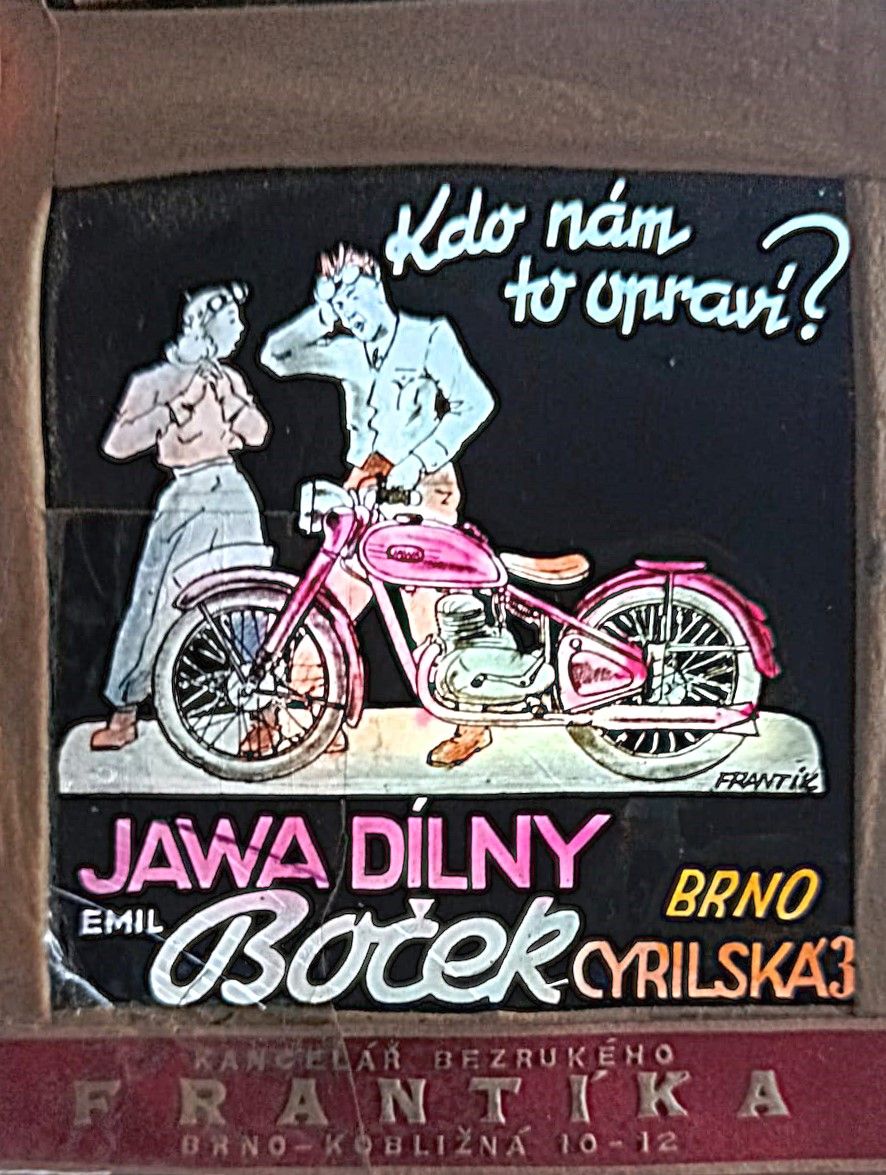 Kdo nám
to opraví?
JAWA
FRANTÍK
JAWA DÍLNY
EMIL Boček
BRNO
CYRILSKÁ 3
KANCELÁŘ BEZRUKÉHO
FRANTÍKA
BRNO-KOBLIŽNÁ 10-12